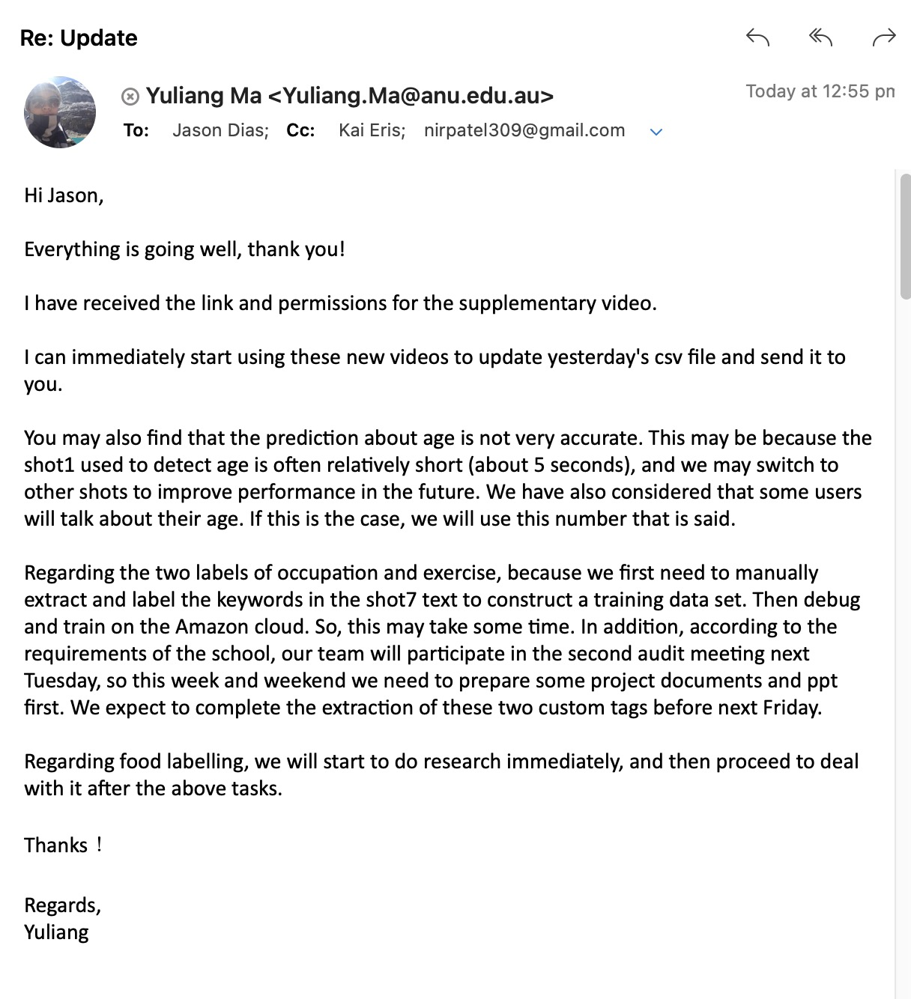 Re: Update
Yuliang Ma <Yuliang.Ma@anu.edu.au>
Today at 12:55 pm
To: Jason Dias; Cc: Kai Eris; nirpatel309@gmail.com
Hi Jason,
Everything is going well, thank you!
I have received the link and permissions for the supplementary video.
I can immediately start using these new videos to update yesterday's csv file and send it to
you.
You may also find that the prediction about age is not very accurate. This may be because the
shot1 used to detect age is often relatively short (about 5 seconds), and we may switch to
other shots to improve performance in the future. We have also considered that some users
will talk about their age. If this is the case, we will use this number that is said.
Regarding the two labels of occupation and exercise, because we first need to manually
extract and label the keywords in the shot7 text to construct a training data set. Then debug
and train on the Amazon cloud. So, this may take some time. In addition, according to the
requirements of the school, our team will participate in the second audit meeting next
Tuesday, so this week and weekend we need to prepare some project documents and ppt
first. We expect to complete the extraction of these two custom tags before next Friday.
Regarding food labelling, we will start to do research immediately, and then proceed to deal
with it after the above tasks.
Thanks！
Regards,
Yuliang